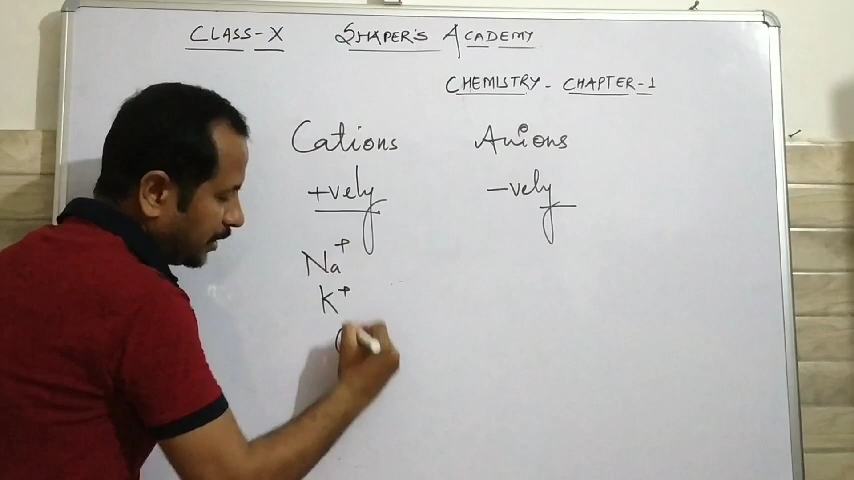 CLASS-X SHAPER'S ACADEMY
CHEMISTRY - CHAPTER-1
Cations Anions
+vely -vely
Na+
K+